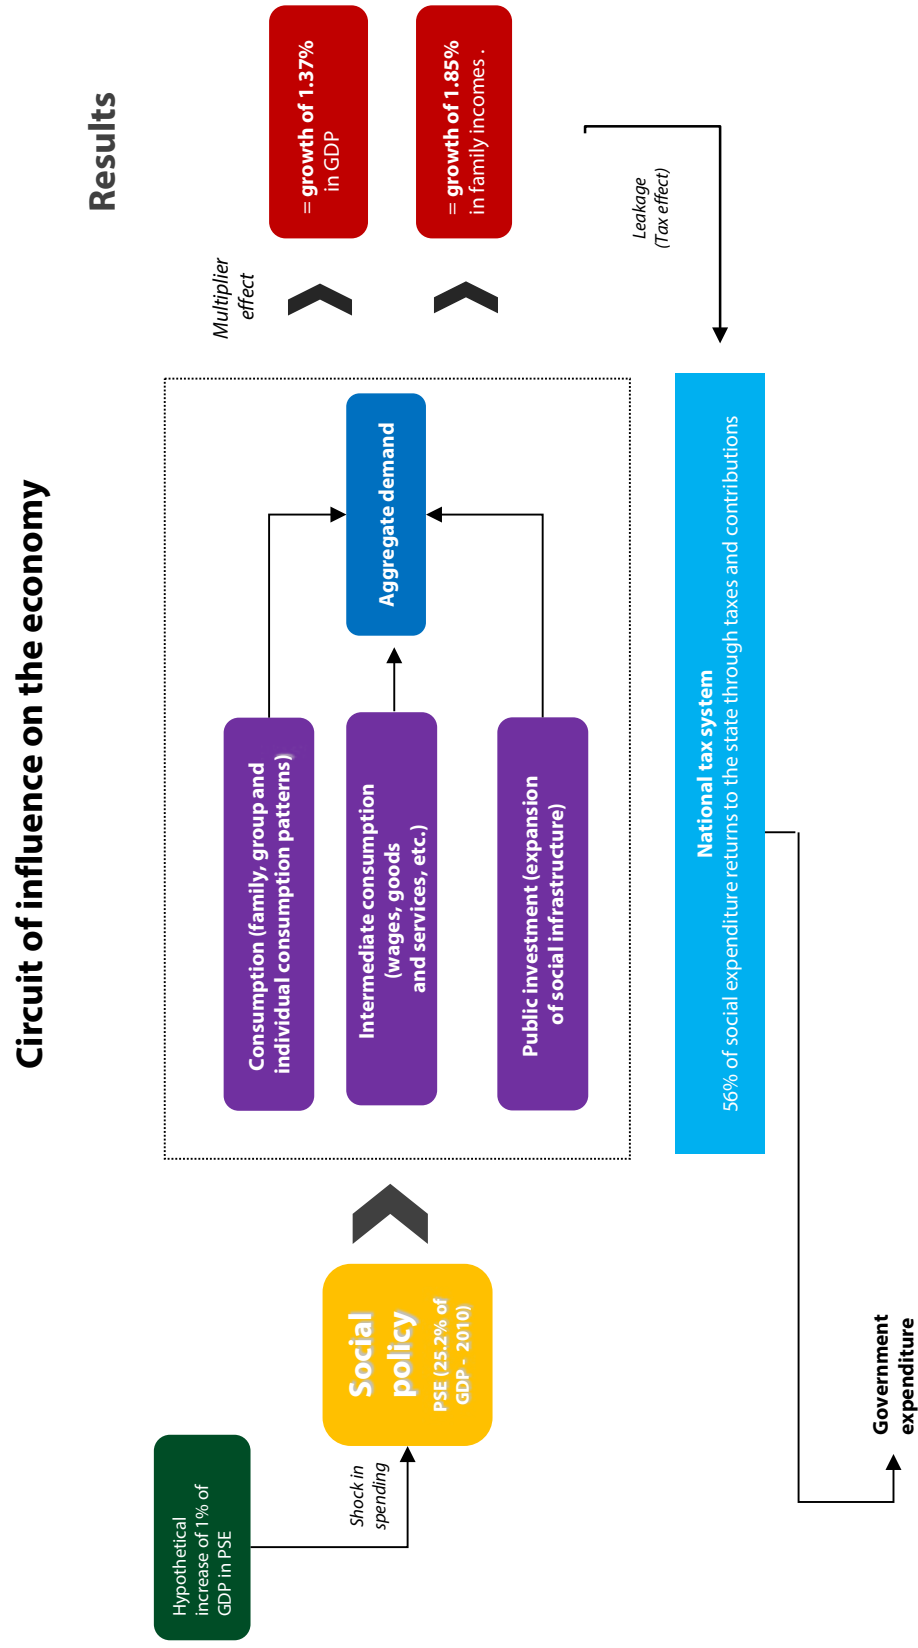 Circuit of influence on the economy
Results
Hypothetical
increase of 1% of
GDP in PSE
Shock in
spending
Social
policy
PSE (25.2% of
GDP - 2010)
Consumption (family, group and
individual consumption patterns)
Intermediate consumption
(wages, goods
and services, etc.)
Public investment (expansion
of social infrastructure)
Aggregate demand
Multiplier
effect
= growth of 1.37%
in GDP
= growth of 1.85%
in family incomes .
Leakage
(Tax effect)
National tax system
56% of social expenditure returns to the state through taxes and contributions
Government
expenditure